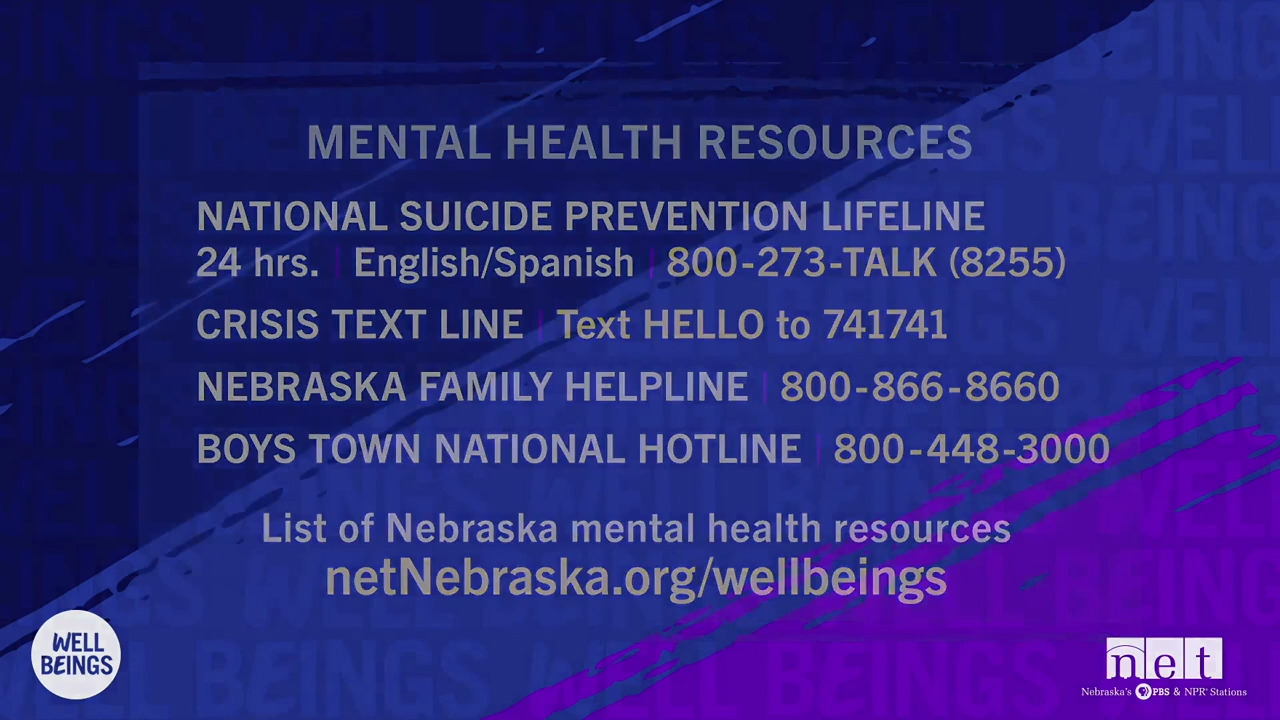 MENTAL HEALTH RESOURCES
NATIONAL SUICIDE PREVENTION LIFELINE
24 hrs. | English/Spanish | 800-273-TALK (8255)
CRISIS TEXT LINE | Text HELLO to 741741
NEBRASKA FAMILY HELPLINE | 800-866-8660
BOYS TOWN NATIONAL HOTLINE | 800-448-3000
List of Nebraska mental health resources
netNebraska.org/wellbeings
WELL
BEINGS
net
Nebraska's PBS & NPR® Stations